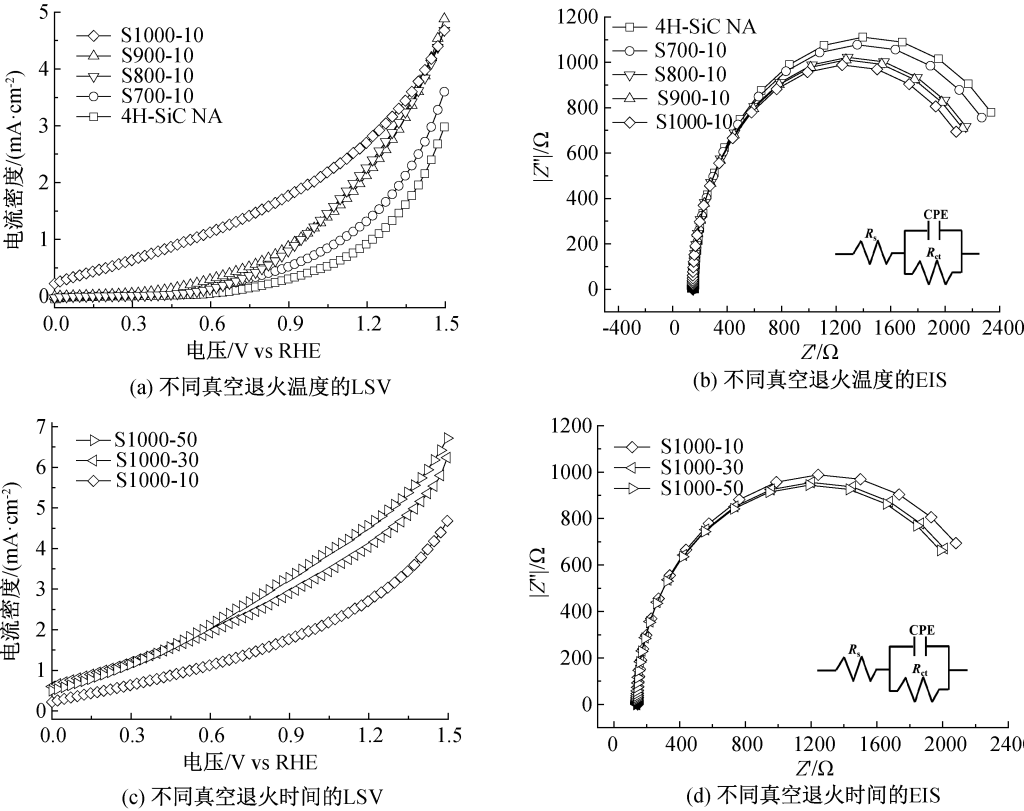 5
4
3
2
1
0
电流密度/(mA·cm⁻²)
S1000-10
S900-10
S800-10
S700-10
4H-SiC NA
0.0 0.3 0.6 0.9 1.2 1.5
电压/V vs RHE
(a) 不同真空退火温度的LSV
1200
1000
800
600
400
200
0
|Z″|/Ω
4H-SiC NA
S700-10
S800-10
S900-10
S1000-10
CPE
Rs
Rct
-400 0 400 800 1200 1600 2000 2400
Z′/Ω
(b) 不同真空退火温度的EIS
7
6
5
4
3
2
1
0
电流密度/(mA·cm⁻²)
S1000-50
S1000-30
S1000-10
0.0 0.3 0.6 0.9 1.2 1.5
电压/V vs RHE
(c) 不同真空退火时间的LSV
1200
1000
800
600
400
200
0
|Z″|/Ω
S1000-10
S1000-30
S1000-50
CPE
Rs
Rct
0 400 800 1200 1600 2000 240
Z′/Ω
(d) 不同真空退火时间的EIS